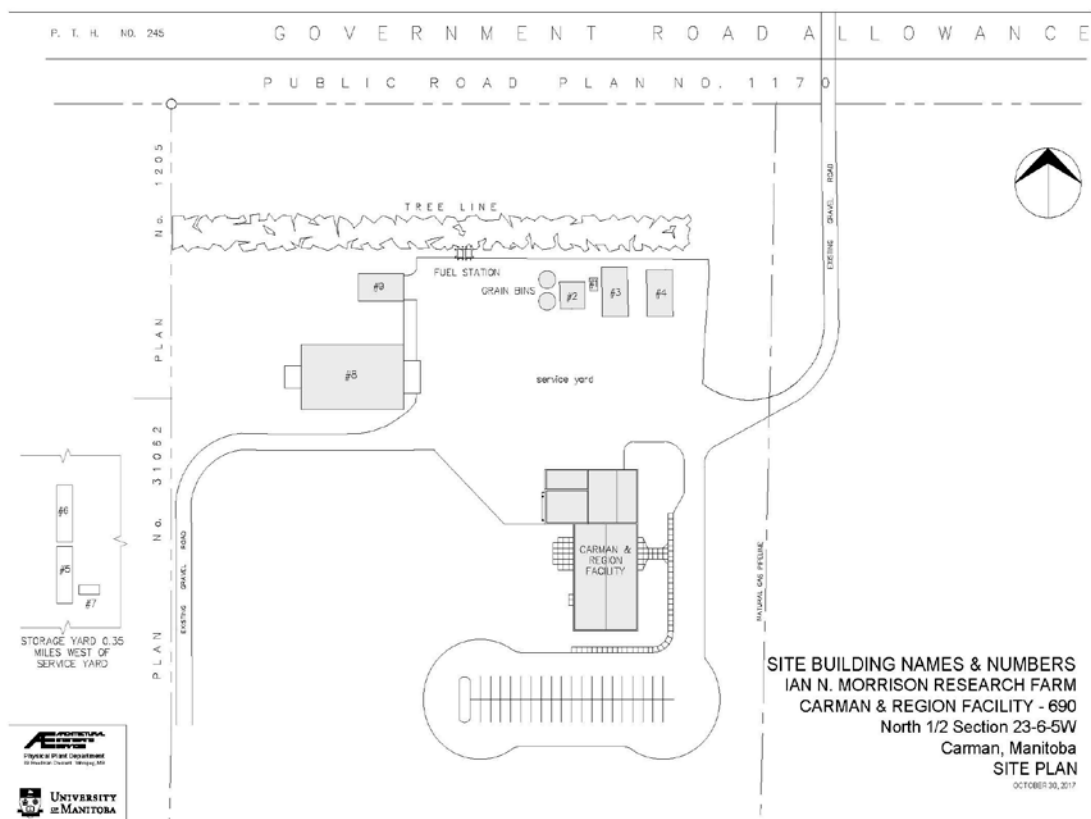 P. T. H. NO. 245
GOVERNMENT ROAD ALLOWANCE
PUBLIC ROAD PLAN NO. 1170
PLAN No. 1205
TREE LINE
EXISTING GRAVEL ROAD
FUEL STATION
GRAIN BINS
#9
#2
#3
#4
#8
service yard
PLAN No. 31062
#6
#5
#7
STORAGE YARD 0.35
MILES WEST OF
SERVICE YARD
EXISTING GRAVEL ROAD
CARMAN &
REGION
FACILITY
NATURAL GAS PIPELINE
SITE BUILDING NAMES & NUMBERS
IAN N. MORRISON RESEARCH FARM
CARMAN & REGION FACILITY - 690
North 1/2 Section 23-6-5W
Carman, Manitoba
SITE PLAN
OCTOBER 30, 2017
AES
ARCHITECTURAL
ENGINEERING
SERVICES
Physical Plant Department
UNIVERSITY
OF MANITOBA